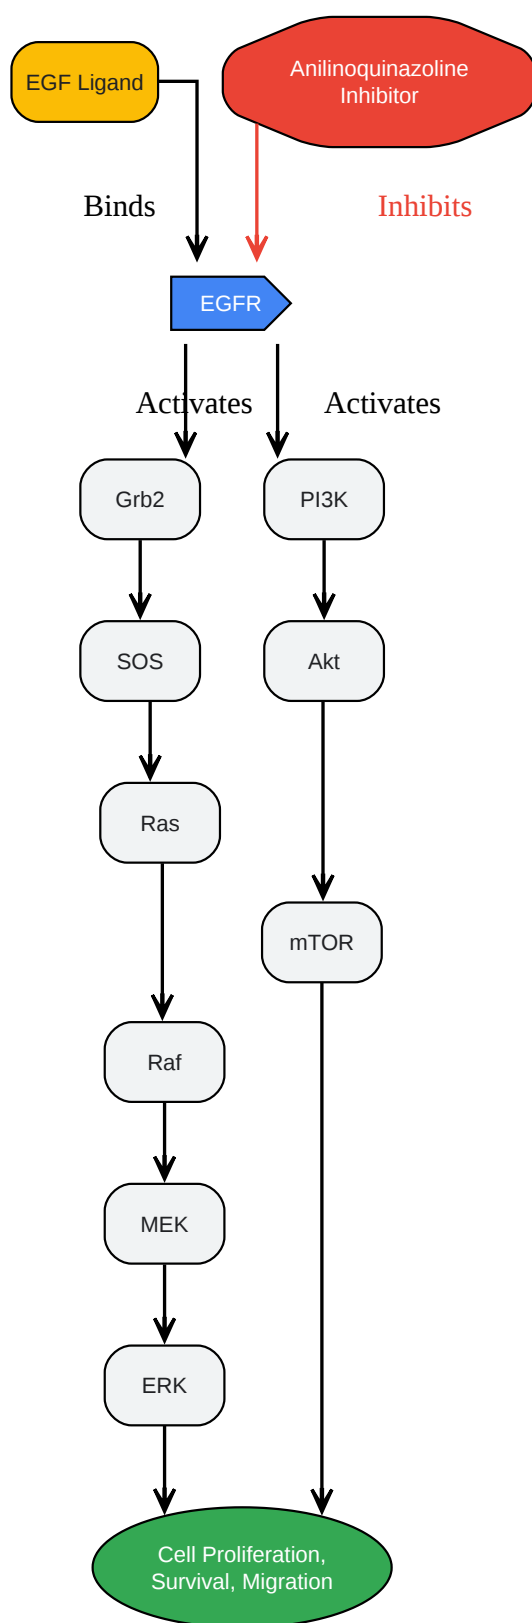 EGF Ligand
Anilinoquinazoline
Inhibitor
Binds
Inhibits
EGFR
Activates
Activates
Grb2
PI3K
SOS
Akt
Ras
mTOR
Raf
MEK
ERK
Cell Proliferation,
Survival, Migration